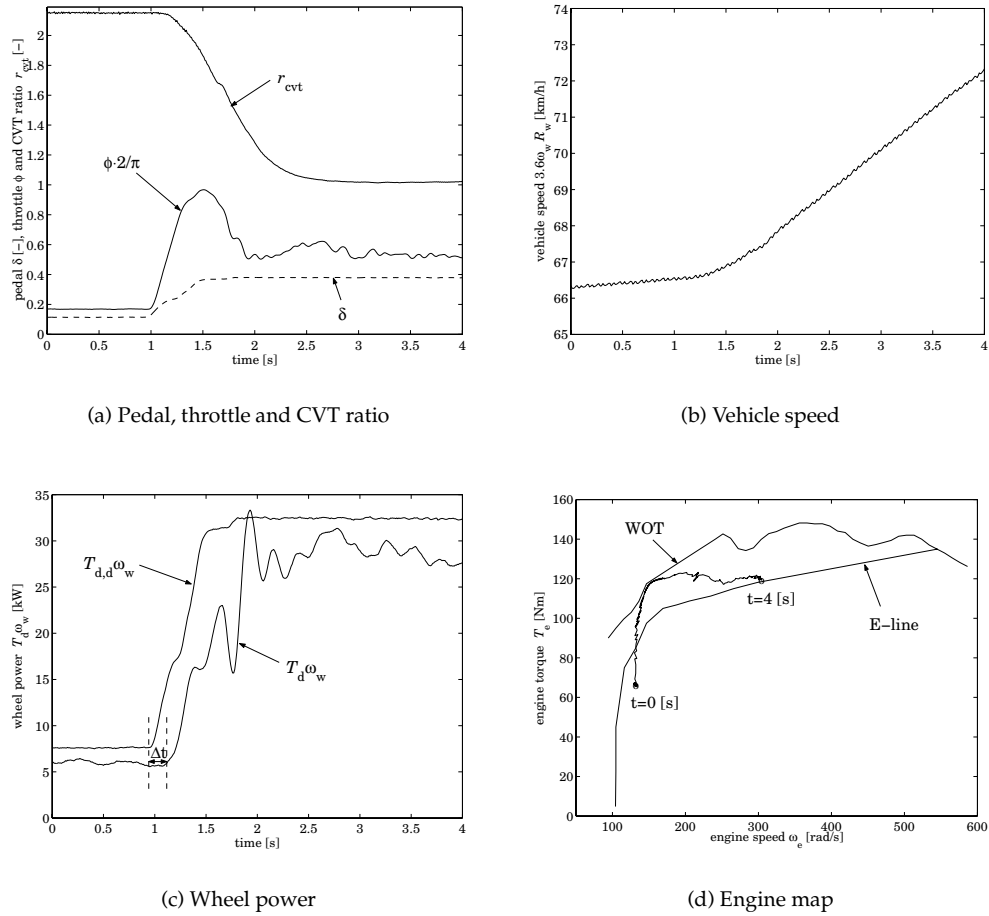 pedal δ [−], throttle ϕ and CVT ratio r_cvt [−]
2
1.8
1.6
1.4
1.2
1
0.8
0.6
0.4
0.2
0
r_cvt
ϕ·2/π
δ
0 0.5 1 1.5 2 2.5 3 3.5 4
time [s]
(a) Pedal, throttle and CVT ratio
vehicle speed 3.6ω_w R_w [km/h]
74
73
72
71
70
69
68
67
66
65
0 0.5 1 1.5 2 2.5 3 3.5 4
time [s]
(b) Vehicle speed
wheel power T_d ω_w [kW]
35
30
25
20
15
10
5
0
T_d,d ω_w
T_d ω_w
Δt
0 0.5 1 1.5 2 2.5 3 3.5 4
time [s]
(c) Wheel power
engine torque T_e [Nm]
160
140
120
100
80
60
40
20
0
WOT
t=4 [s]
E−line
t=0 [s]
100 200 300 400 500 600
engine speed ω_e [rad/s]
(d) Engine map